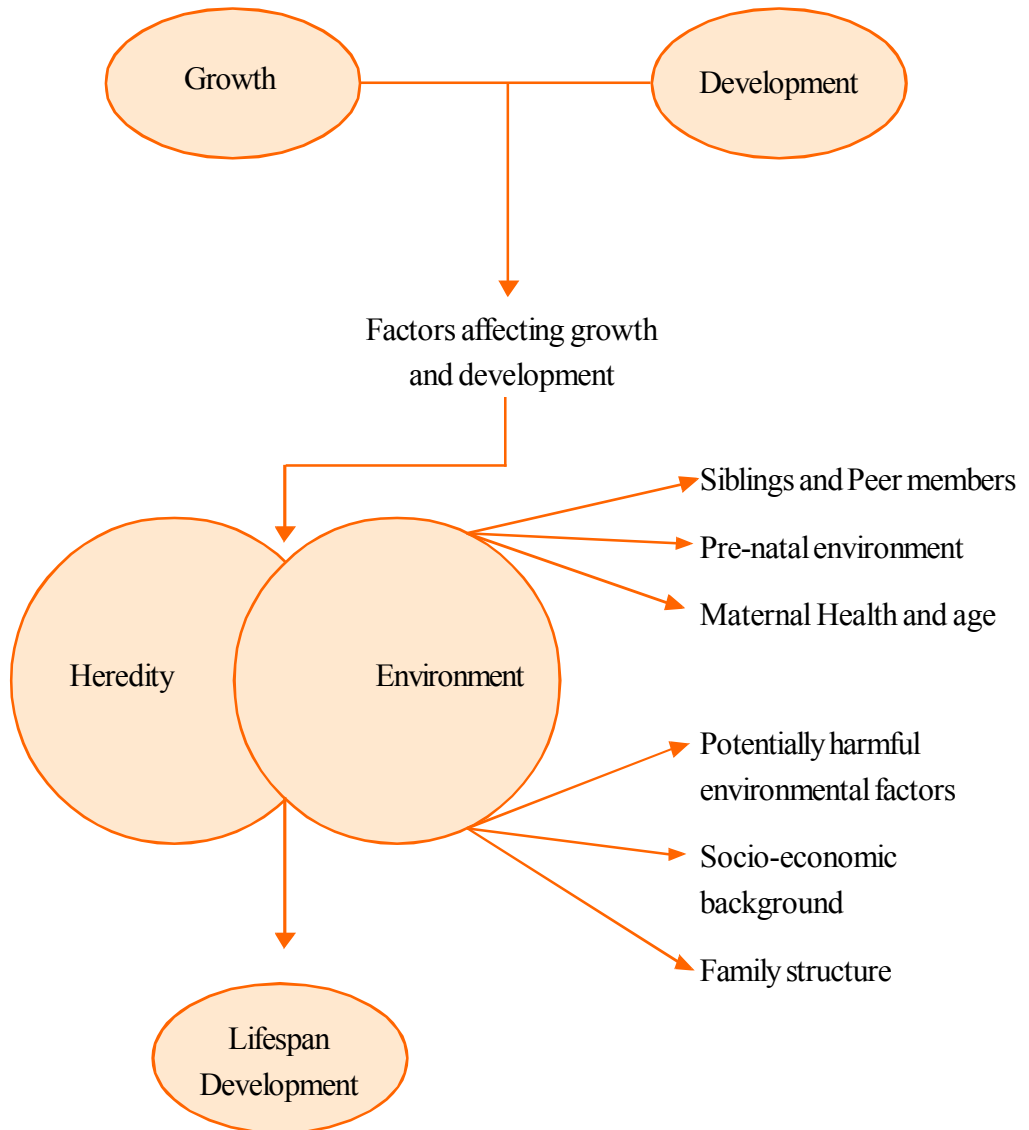 Growth
Development
Factors affecting growth
and development
Siblings and Peer members
Pre-natal environment
Maternal Health and age
Heredity
Environment
Potentially harmful
environmental factors
Socio-economic
background
Family structure
Lifespan
Development